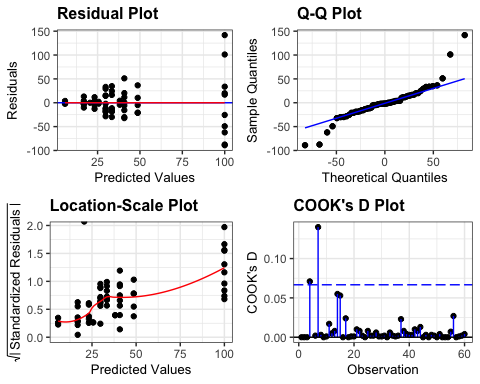 Residual Plot
150
100
50
0
-50
-100
Residuals
25
50
75
100
Predicted Values
Q-Q Plot
150
100
50
0
-50
-100
Sample Quantiles
-50
0
50
Theoretical Quantiles
Location-Scale Plot
2.0
1.5
1.0
0.5
0.0
√| Standardized Residuals |
25
50
75
100
Predicted Values
COOK's D Plot
0.10
0.05
0.00
COOK's D
0
20
40
60
Observation